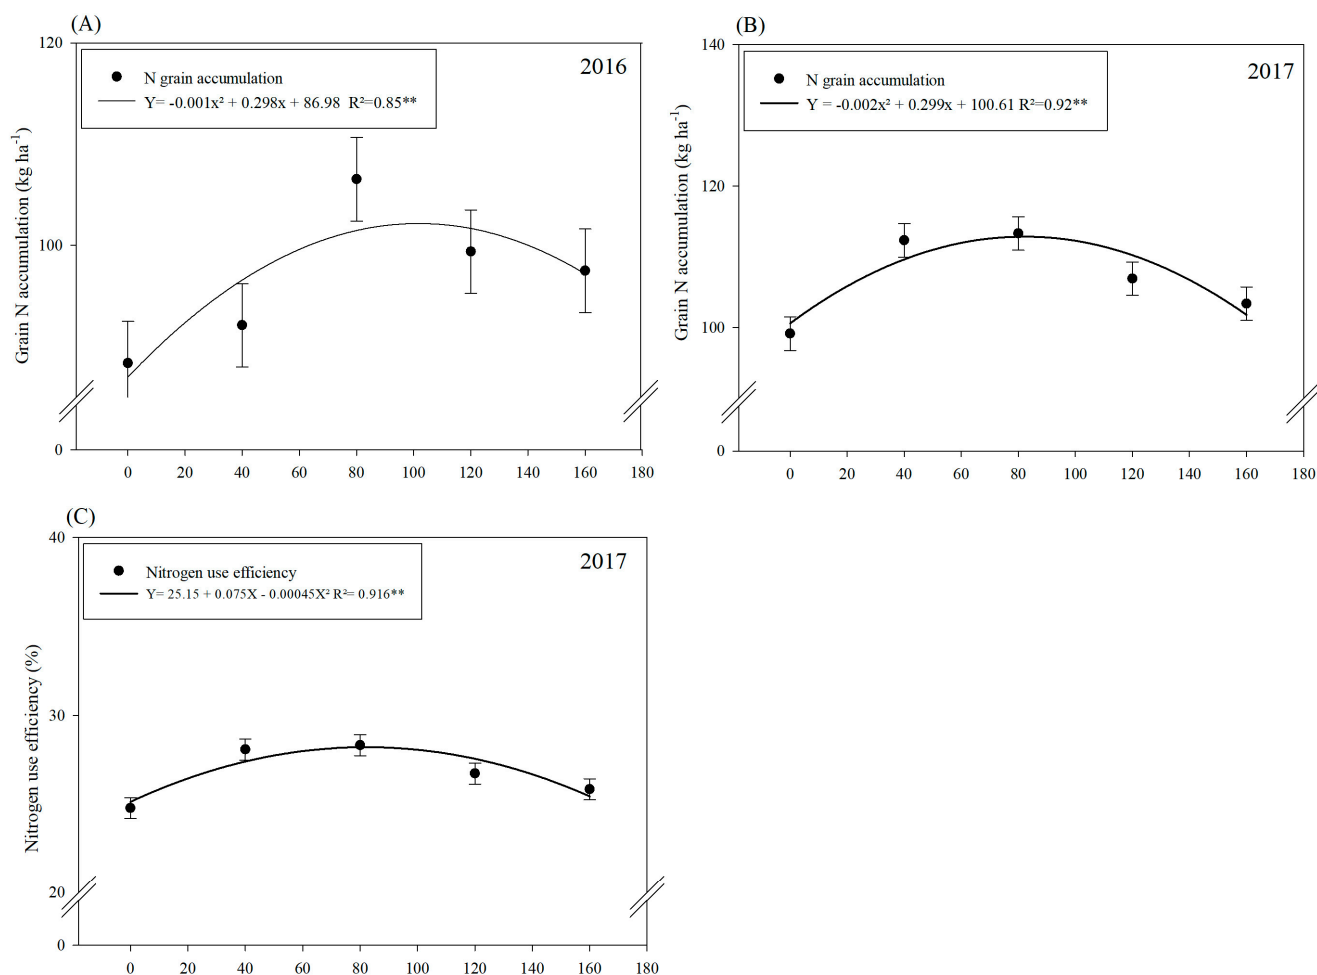 (A)
120
100
0
Grain N accumulation (kg ha⁻¹)
N grain accumulation
Y= -0.001x² + 0.298x + 86.98 R²=0.85**
2016
0 20 40 60 80 100 120 140 160 180
(B)
140
120
100
0
Grain N accumulation (kg ha⁻¹)
N grain accumulation
Y = -0.002x² + 0.299x + 100.61 R²=0.92**
2017
0 20 40 60 80 100 120 140 160 180
(C)
40
30
20
0
Nitrogen use efficiency (%)
Nitrogen use efficiency
Y= 25.15 + 0.075X - 0.00045X² R²= 0.916**
2017
0 20 40 60 80 100 120 140 160 180